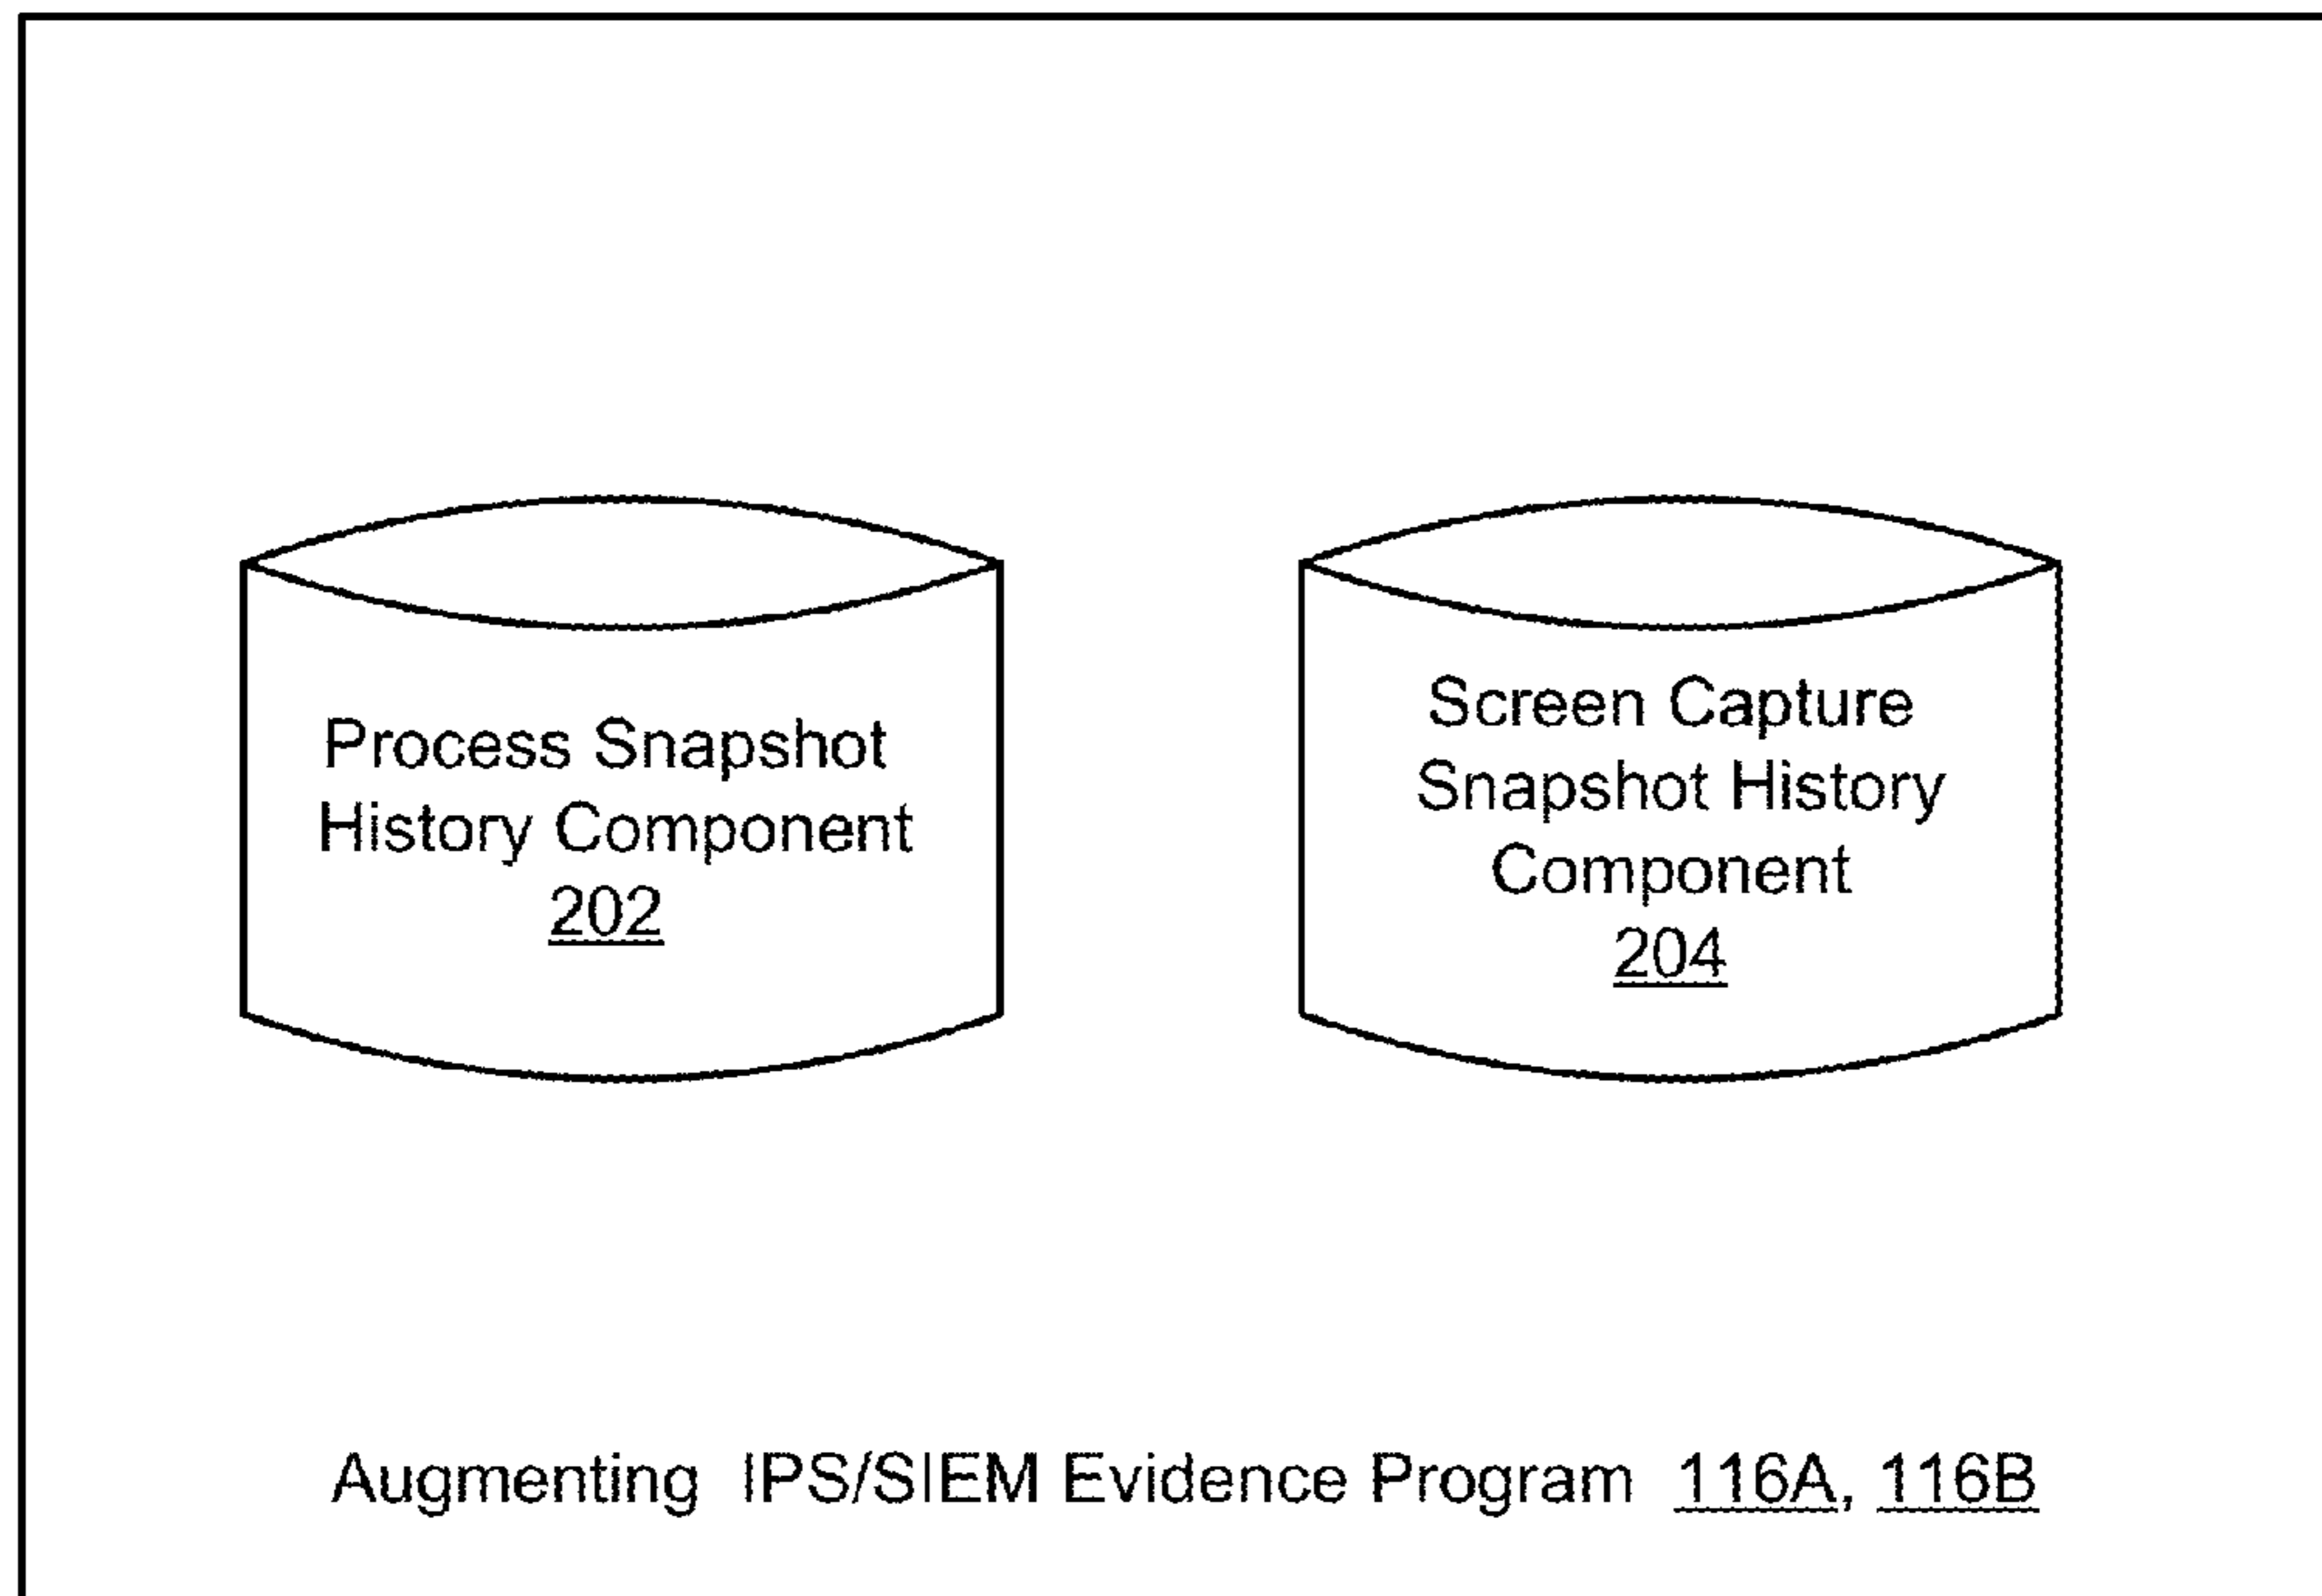 Process Snapshot
History Component
202
Screen Capture
Snapshot History
Component
204
Augmenting IPS/SIEM Evidence Program 116A, 116B